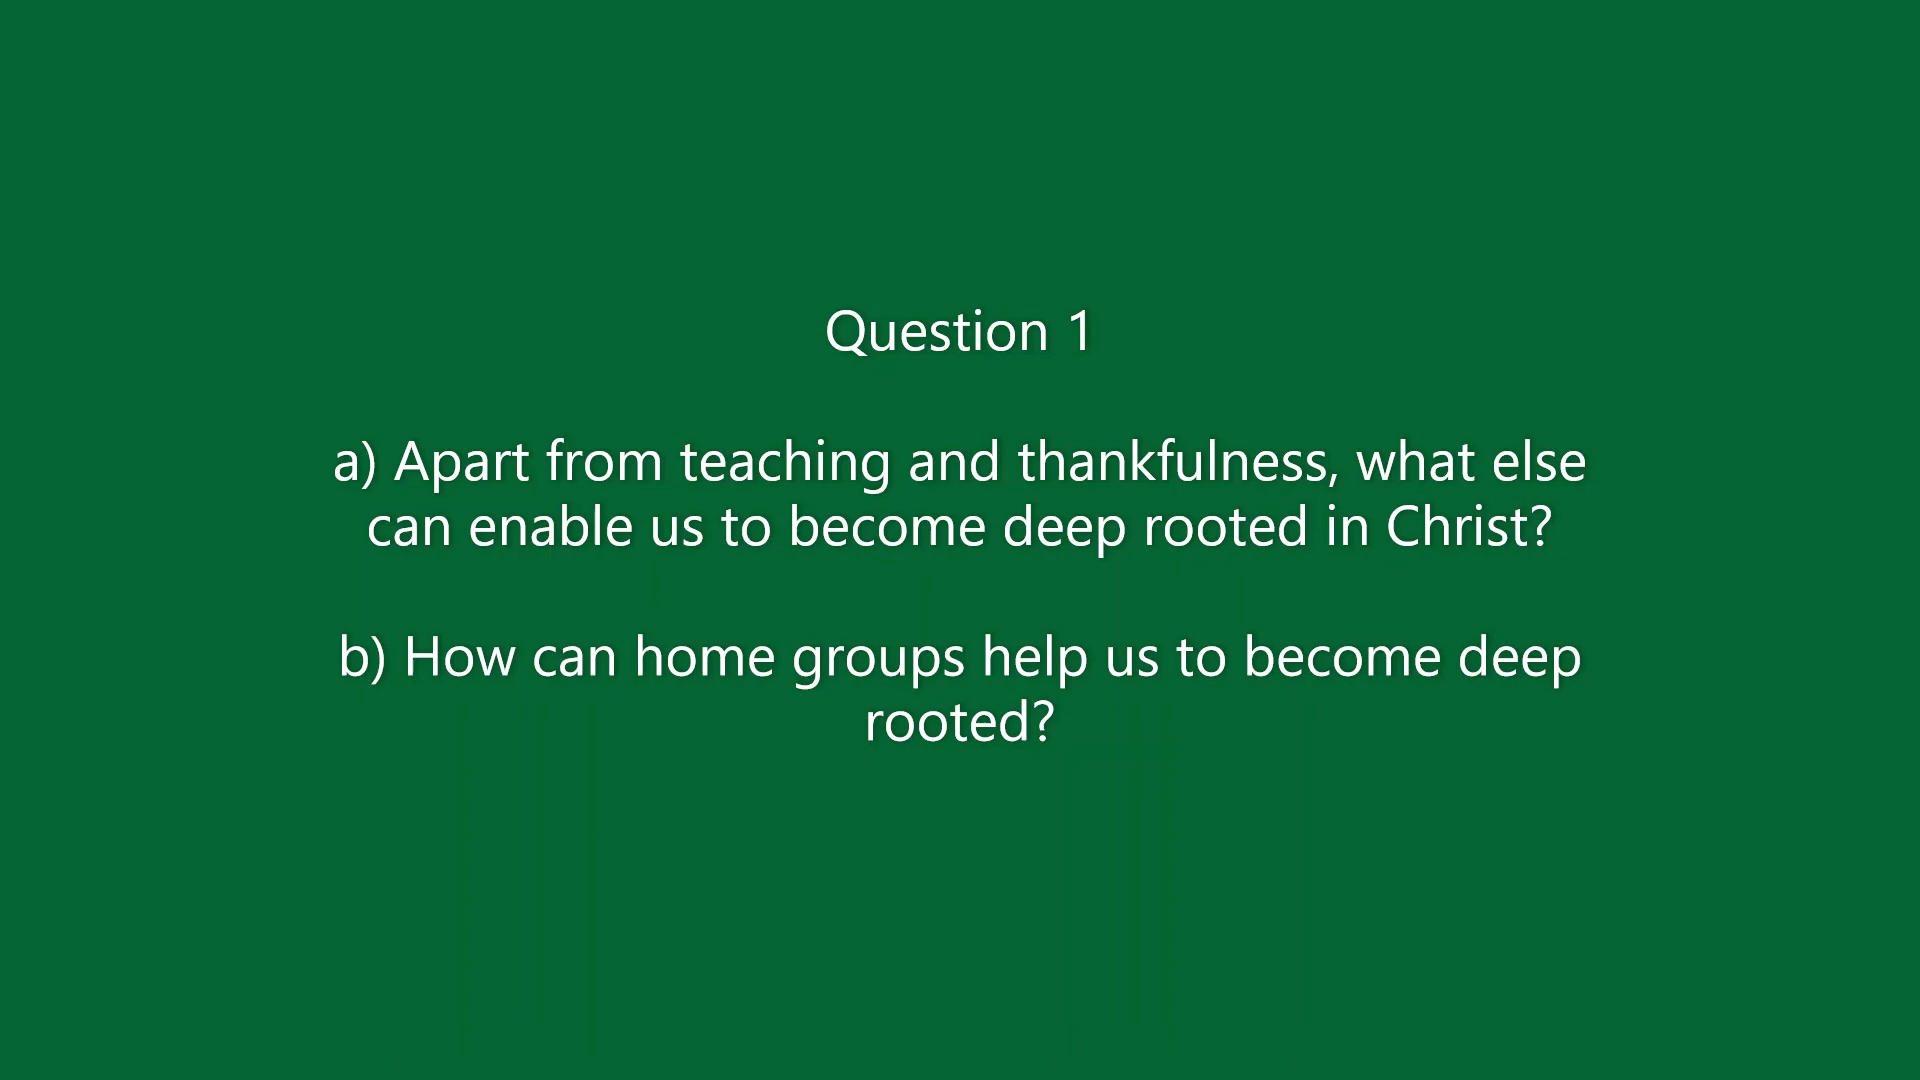 Question 1
a) Apart from teaching and thankfulness, what else
can enable us to become deep rooted in Christ?
b) How can home groups help us to become deep
rooted?